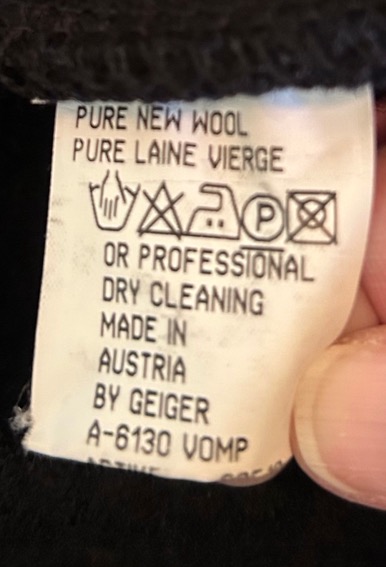 PURE NEW WOOL
PURE LAINE VIERGE
P
OR PROFESSIONAL
DRY CLEANING
MADE IN
AUSTRIA
BY GEIGER
A-6130 VOMP